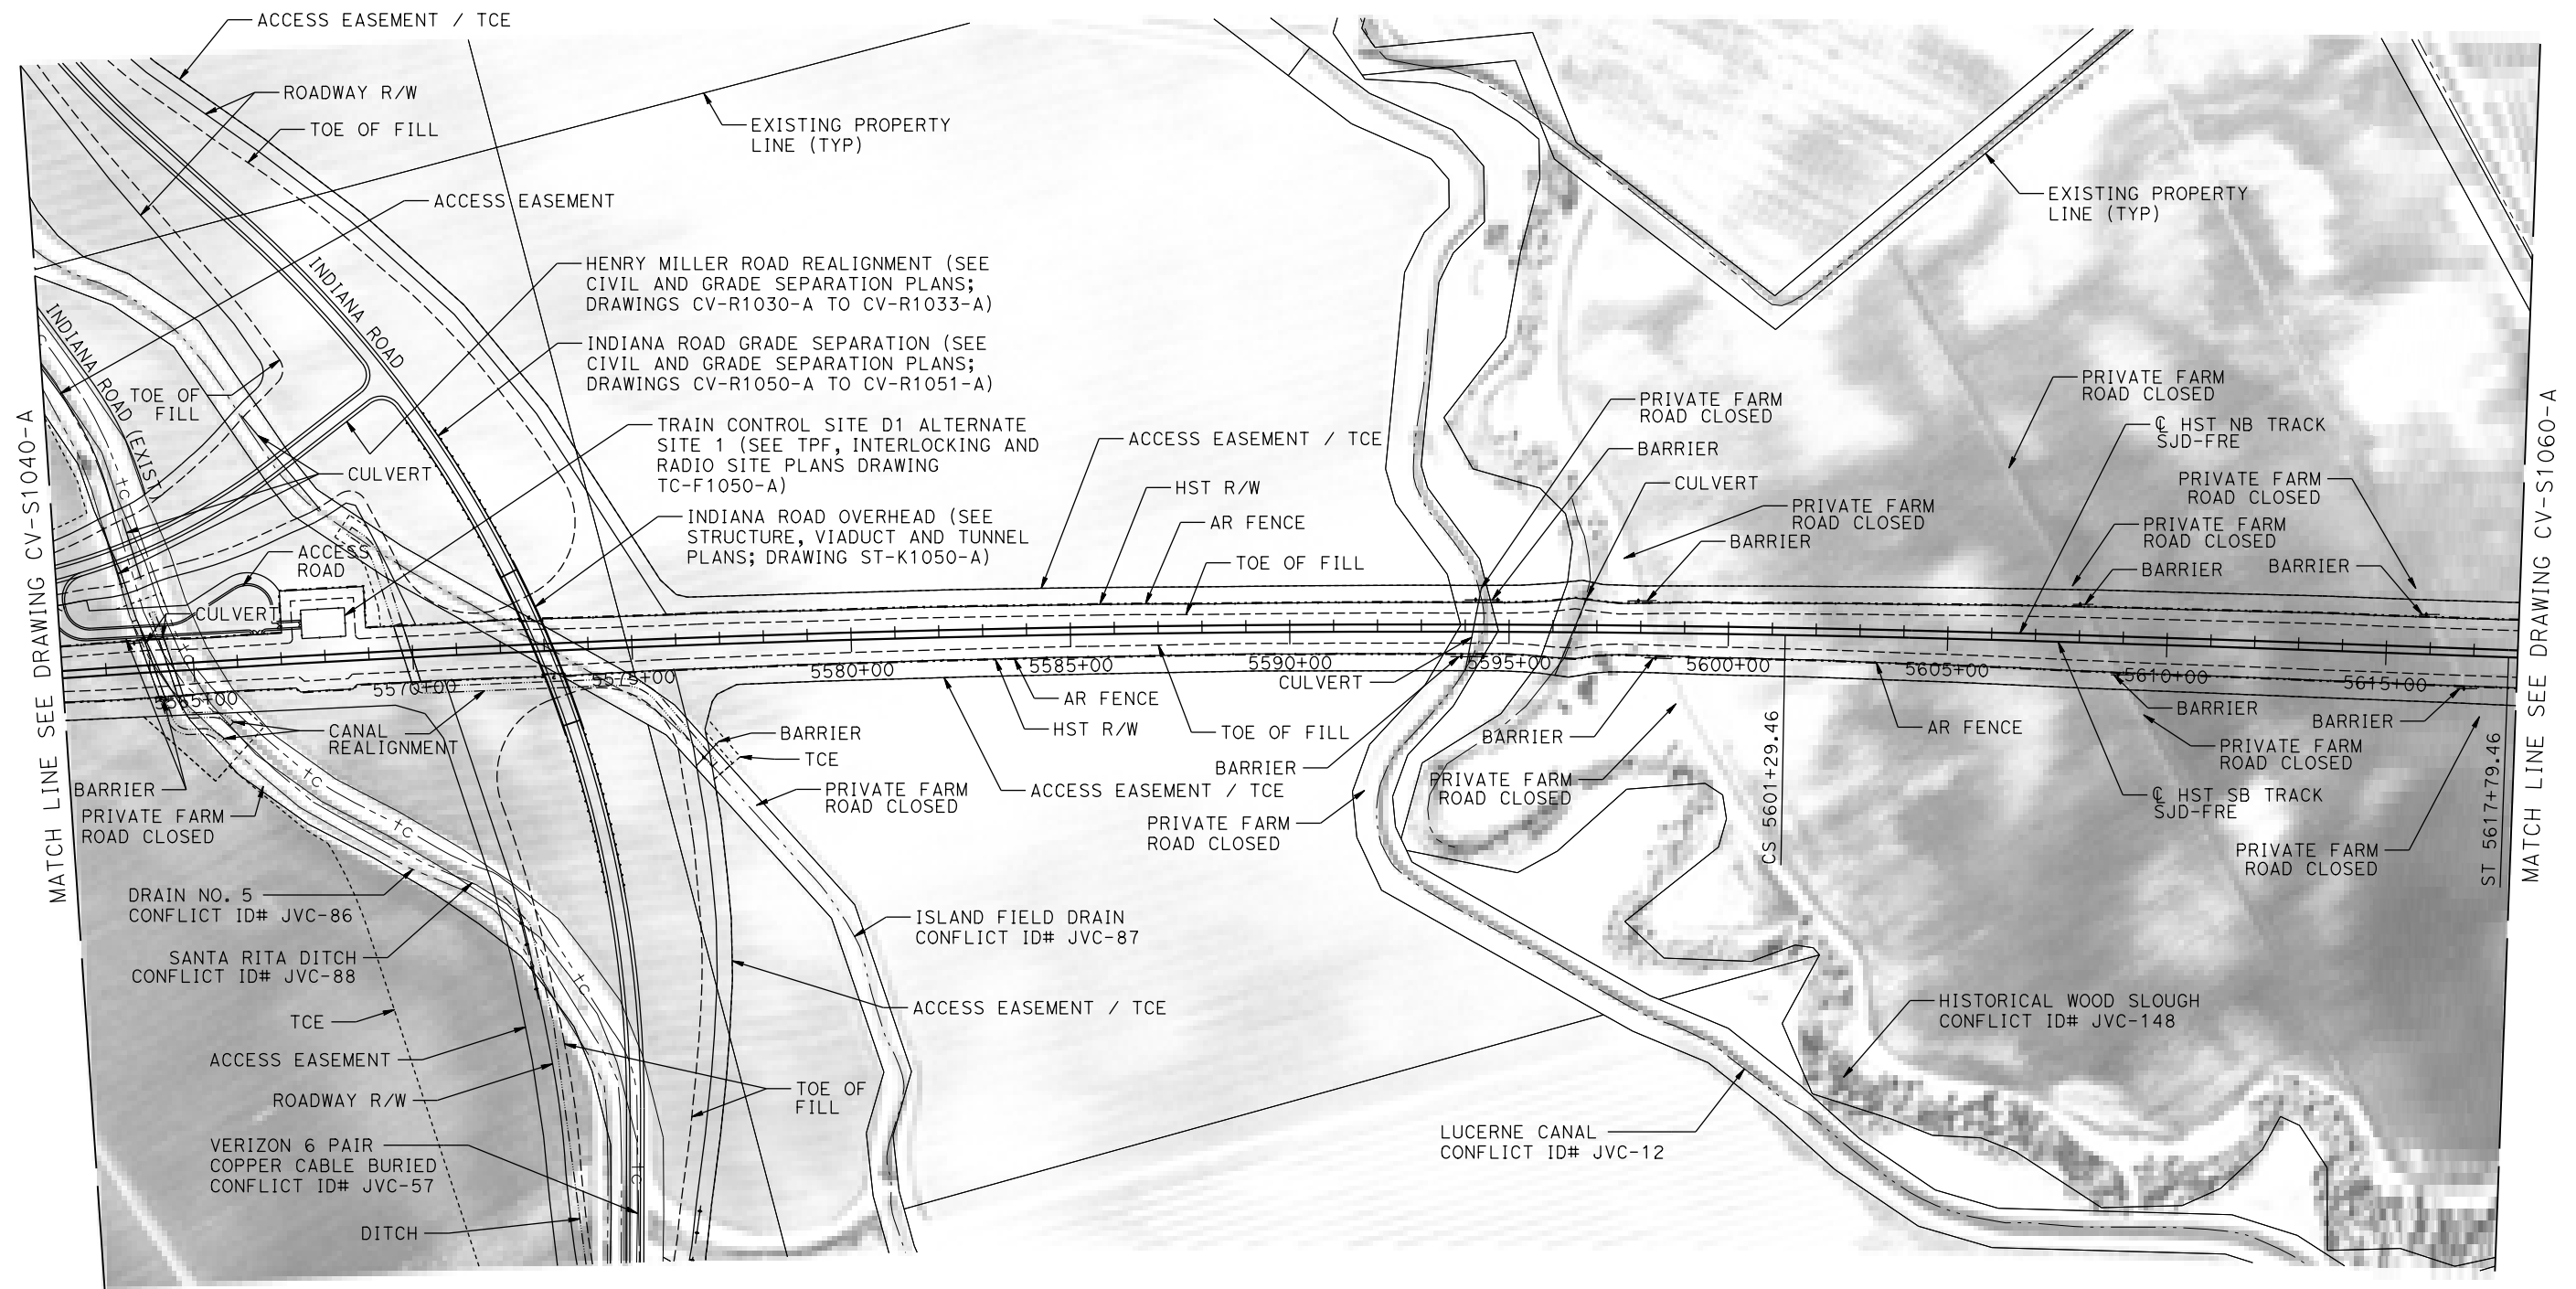 ACCESS EASEMENT / TCE
ROADWAY R/W
TOE OF FILL
EXISTING PROPERTY
LINE (TYP)
ACCESS EASEMENT
EXISTING PROPERTY
LINE (TYP)
HENRY MILLER ROAD REALIGNMENT (SEE
CIVIL AND GRADE SEPARATION PLANS;
DRAWINGS CV-R1030-A TO CV-R1033-A)
INDIANA ROAD
INDIANA ROAD (EXIST)
INDIANA ROAD GRADE SEPARATION (SEE
CIVIL AND GRADE SEPARATION PLANS;
DRAWINGS CV-R1050-A TO CV-R1051-A)
TOE OF
FILL
TRAIN CONTROL SITE D1 ALTERNATE
SITE 1 (SEE TPF, INTERLOCKING AND
RADIO SITE PLANS DRAWING
TC-F1050-A)
CULVERT
INDIANA ROAD OVERHEAD (SEE
STRUCTURE, VIADUCT AND TUNNEL
PLANS; DRAWING ST-K1050-A)
ACCESS
ROAD
CULVERT
ACCESS EASEMENT / TCE
HST R/W
AR FENCE
TOE OF FILL
PRIVATE FARM
ROAD CLOSED
BARRIER
CULVERT
PRIVATE FARM
ROAD CLOSED
BARRIER
PRIVATE FARM
ROAD CLOSED
℄ HST NB TRACK
SJD-FRE
PRIVATE FARM
ROAD CLOSED
PRIVATE FARM
ROAD CLOSED
BARRIER
BARRIER
MATCH LINE SEE DRAWING CV-S1040-A
MATCH LINE SEE DRAWING CV-S1060-A
5565+00
5570+00
5575+00
5580+00
5585+00
5590+00
5595+00
5600+00
5605+00
5610+00
5615+00
CANAL
REALIGNMENT
BARRIER
TCE
AR FENCE
HST R/W
TOE OF FILL
CULVERT
BARRIER
BARRIER
AR FENCE
BARRIER
BARRIER
BARRIER
PRIVATE FARM
ROAD CLOSED
PRIVATE FARM
ROAD CLOSED
ACCESS EASEMENT / TCE
PRIVATE FARM
ROAD CLOSED
PRIVATE FARM
ROAD CLOSED
PRIVATE FARM
ROAD CLOSED
℄ HST SB TRACK
SJD-FRE
PRIVATE FARM
ROAD CLOSED
CS 5601+29.46
ST 5617+79.46
TC
TC
TC
TC
TC
TC
DRAIN NO. 5
CONFLICT ID# JVC-86
SANTA RITA DITCH
CONFLICT ID# JVC-88
ISLAND FIELD DRAIN
CONFLICT ID# JVC-87
TCE
ACCESS EASEMENT / TCE
HISTORICAL WOOD SLOUGH
CONFLICT ID# JVC-148
ACCESS EASEMENT
ROADWAY R/W
TOE OF
FILL
VERIZON 6 PAIR
COPPER CABLE BURIED
CONFLICT ID# JVC-57
LUCERNE CANAL
CONFLICT ID# JVC-12
DITCH